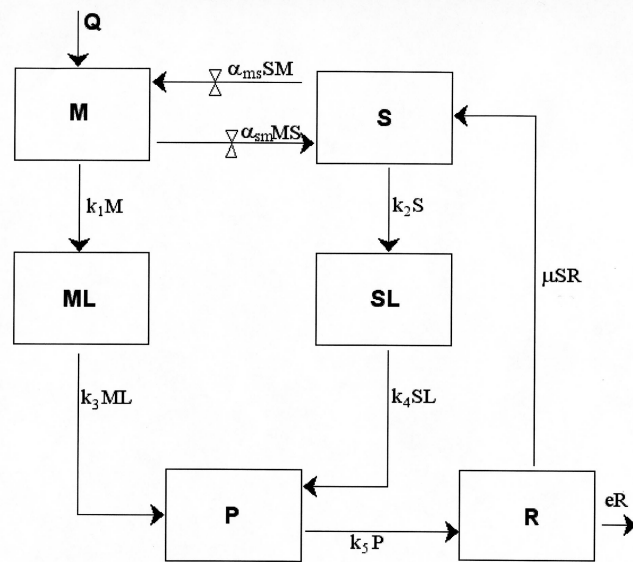 Q
α_ms SM
M
S
α_sm MS
k₁M
k₂S
ML
SL
μSR
k₃ML
k₄SL
P
R
eR
k₅P